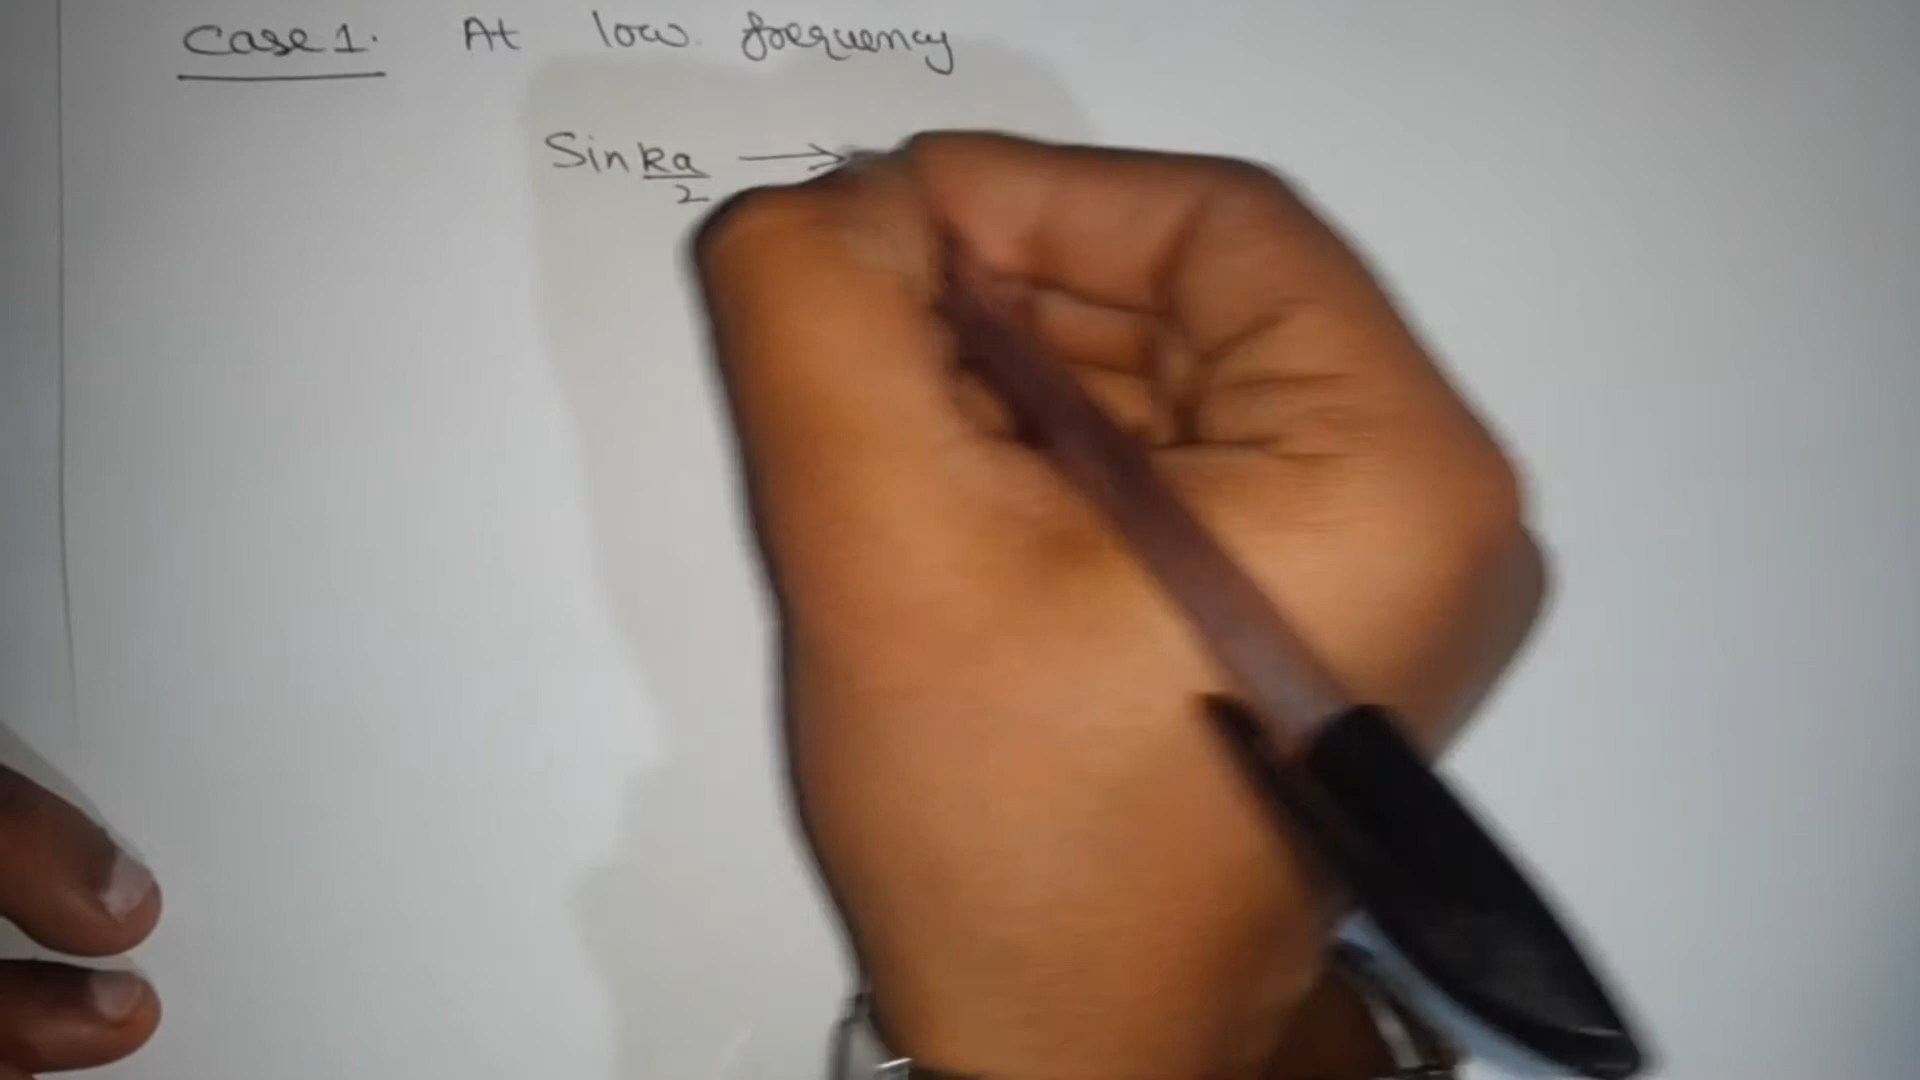 Case 1. At low frequency
Sin ka/2 →